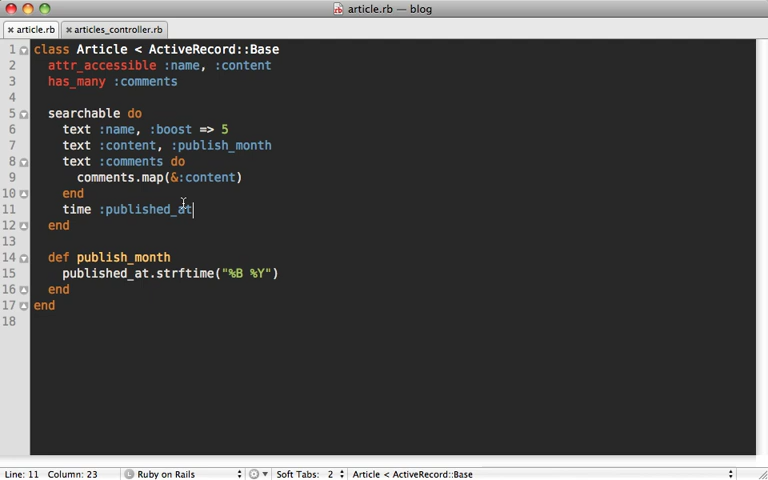 article.rb — blog
article.rb articles_controller.rb
1 class Article < ActiveRecord::Base
2 attr_accessible :name, :content
3 has_many :comments
4
5 searchable do
6 text :name, :boost => 5
7 text :content, :publish_month
8 text :comments do
9 comments.map(&:content)
10 end
11 time :published_at
12 end
13
14 def publish_month
15 published_at.strftime("%B %Y")
16 end
17 end
18
Line: 11 Column: 23 Ruby on Rails Soft Tabs: 2 Article < ActiveRecord::Base